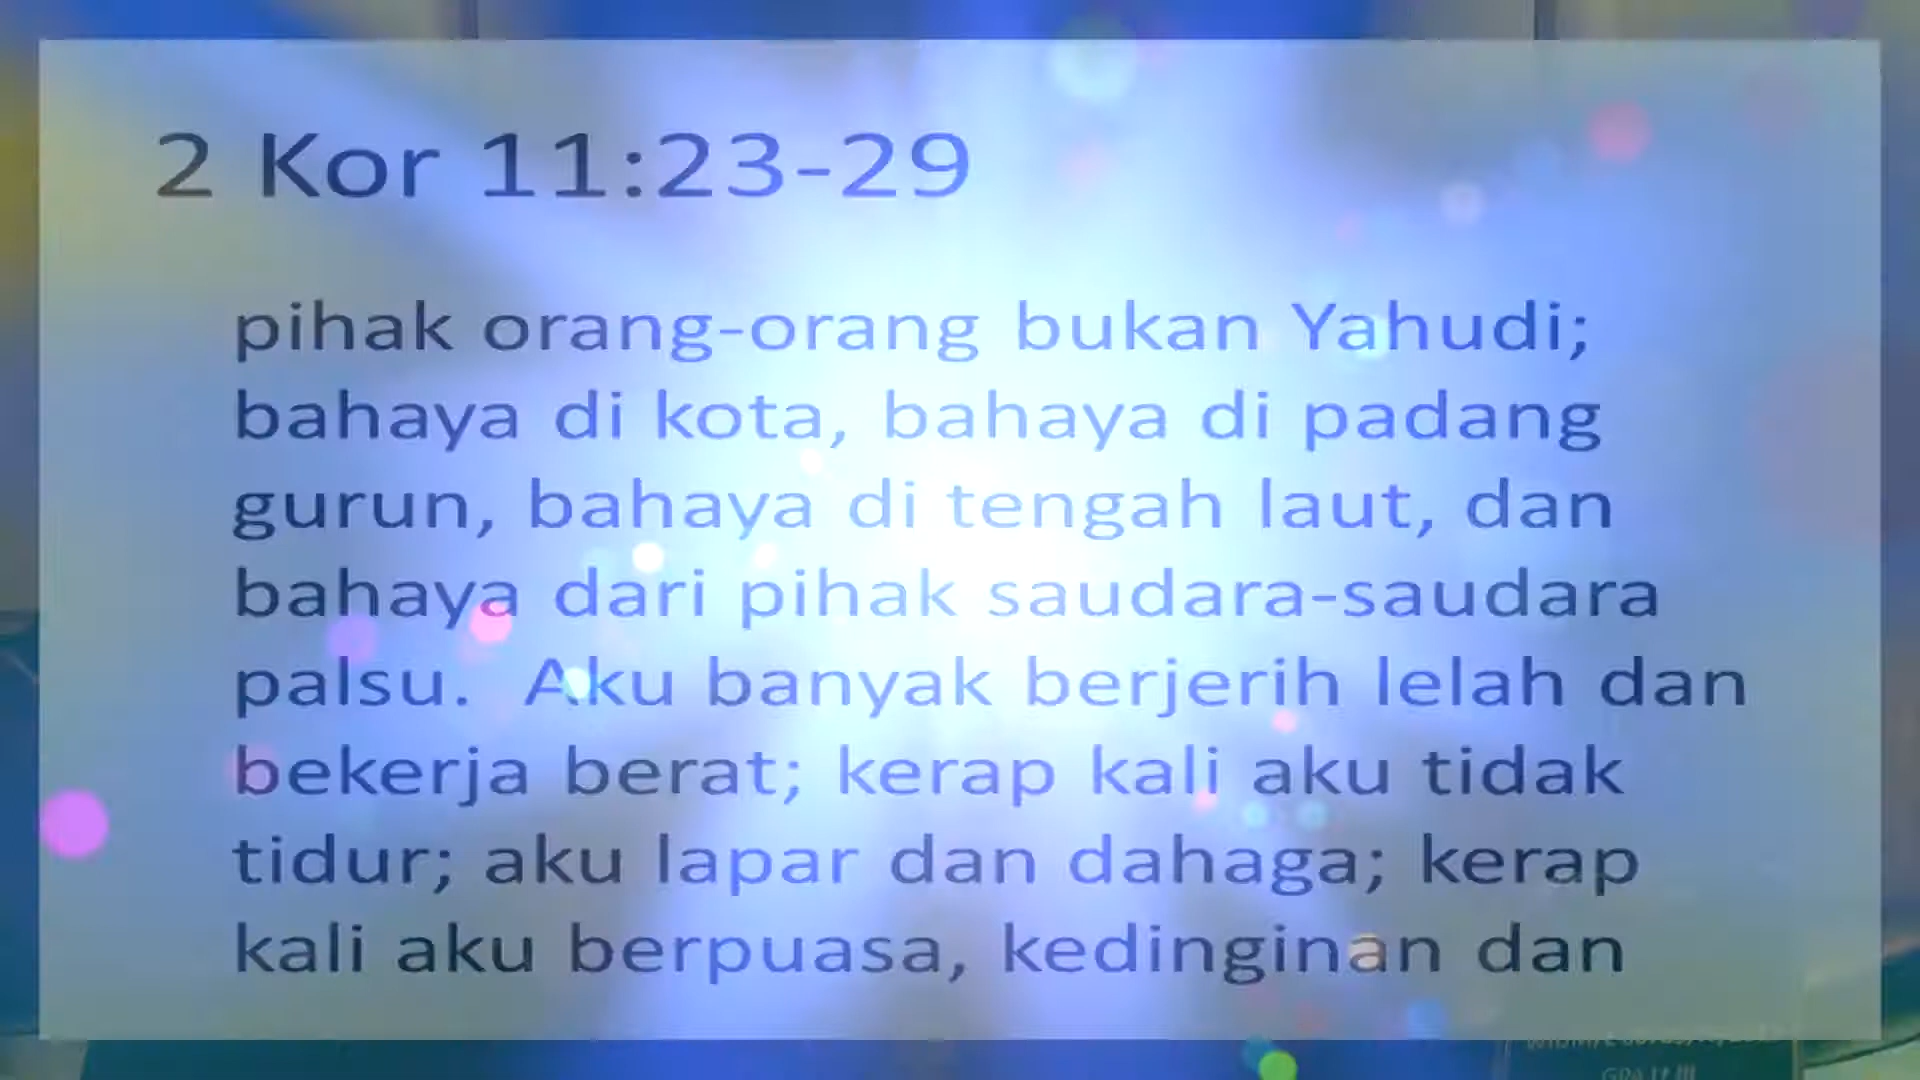 2 Kor 11:23-29
pihak orang-orang bukan Yahudi;
bahaya di kota, bahaya di padang
gurun, bahaya di tengah laut, dan
bahaya dari pihak saudara-saudara
palsu.  Aku banyak berjerih lelah dan
bekerja berat; kerap kali aku tidak
tidur; aku lapar dan dahaga; kerap
kali aku berpuasa, kedinginan dan